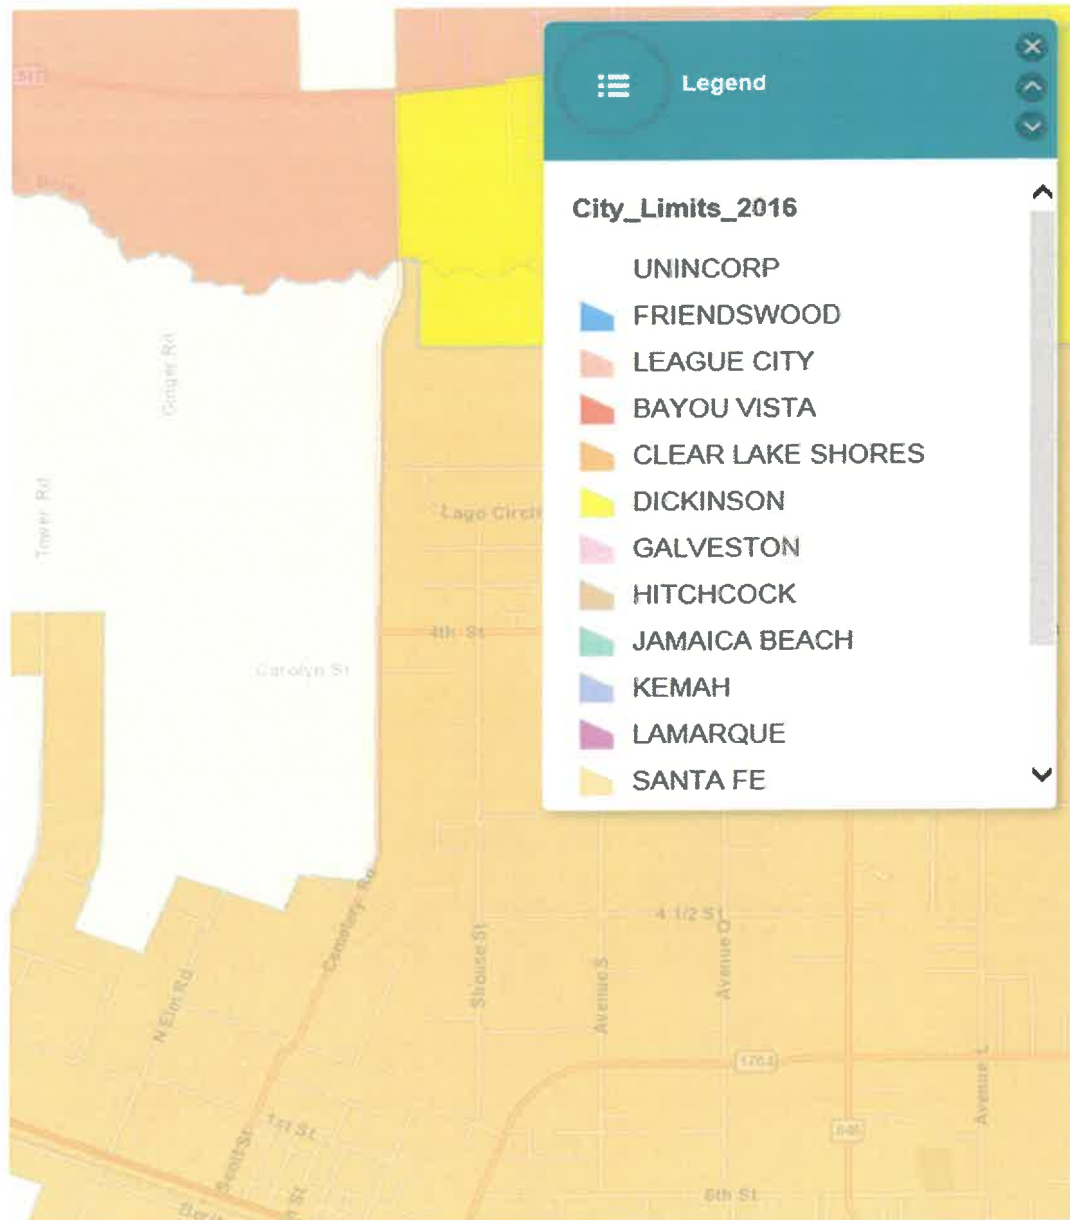 517
Legend
City_Limits_2016
UNINCORP
FRIENDSWOOD
LEAGUE CITY
BAYOU VISTA
CLEAR LAKE SHORES
DICKINSON
GALVESTON
HITCHCOCK
JAMAICA BEACH
KEMAH
LAMARQUE
SANTA FE
Ginger Rd
Tower Rd
Lago Circle
4th St
Carolyn St
Cemetery Rd
4 1/2 St
Strouse St
Avenue S
Avenue Q
N Elm Rd
1764
Avenue L
1st St
646
Scott St
6th St